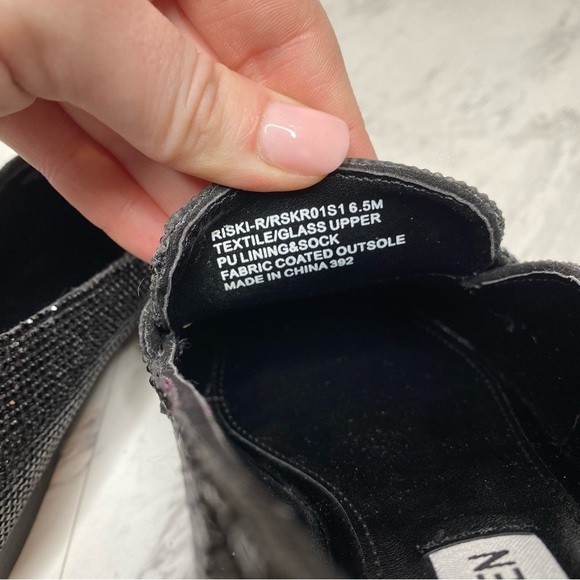 RISKI-R/RSKR01S1 6.5M
TEXTILE/GLASS UPPER
PU LINING&SOCK
FABRIC COATED OUTSOLE
MADE IN CHINA 392